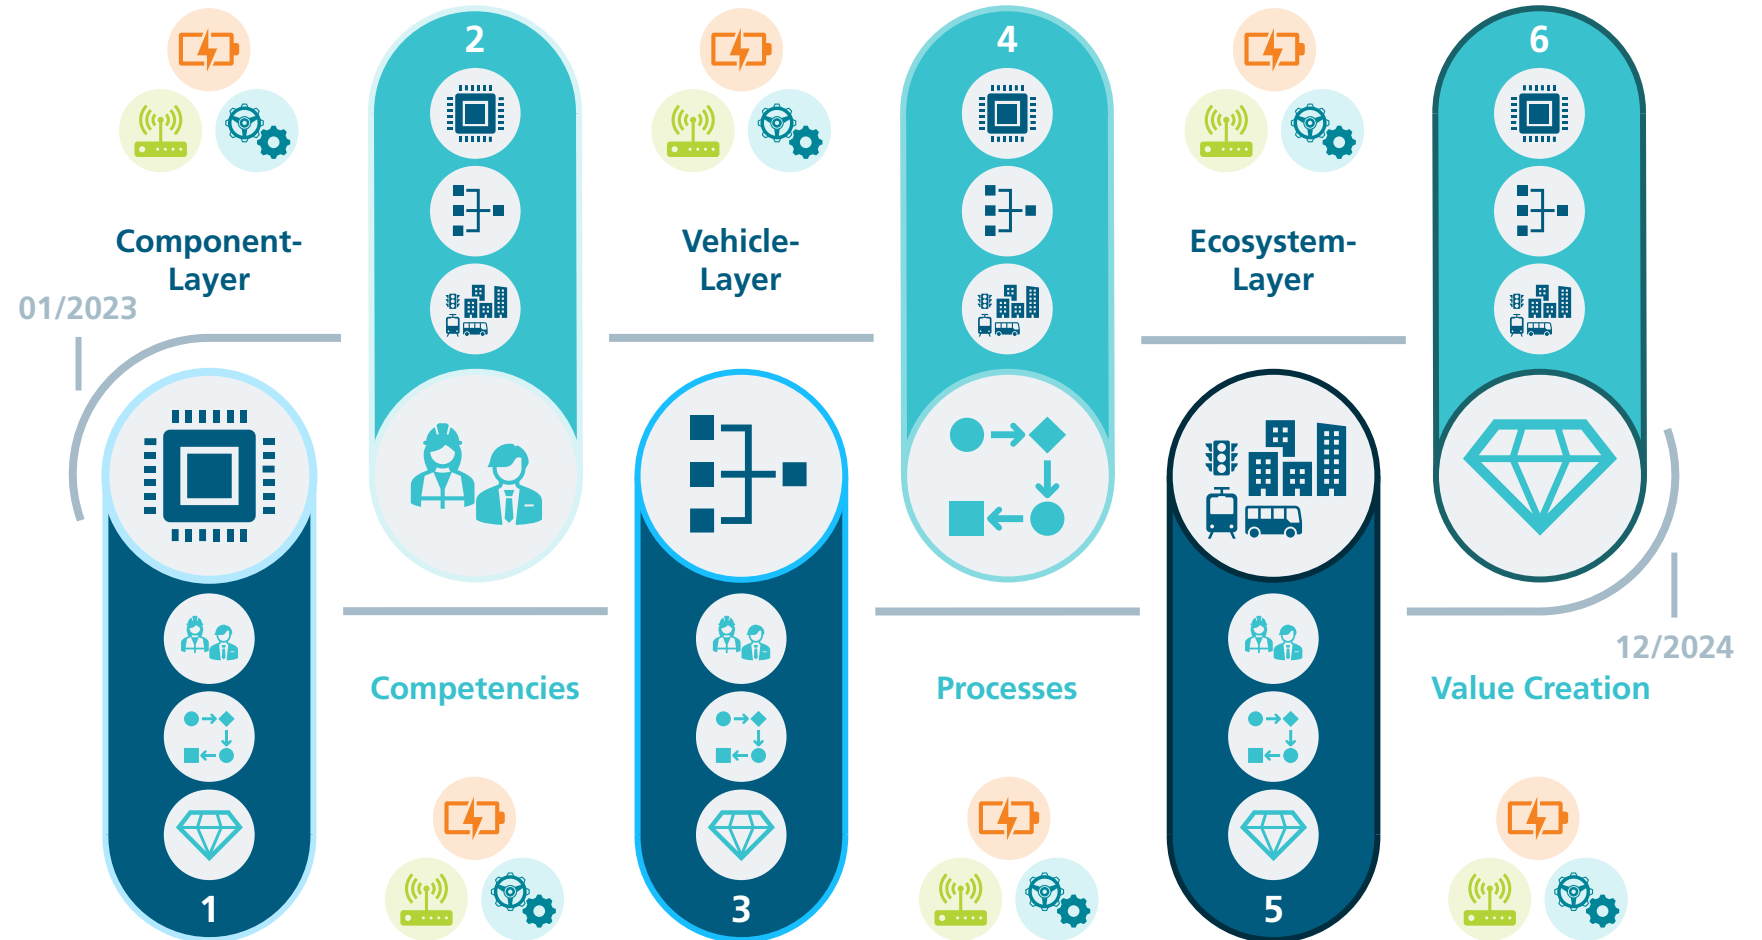 2
4
6
Component-
Layer
Vehicle-
Layer
Ecosystem-
Layer
01/2023
12/2024
Competencies
Processes
Value Creation
1
3
5